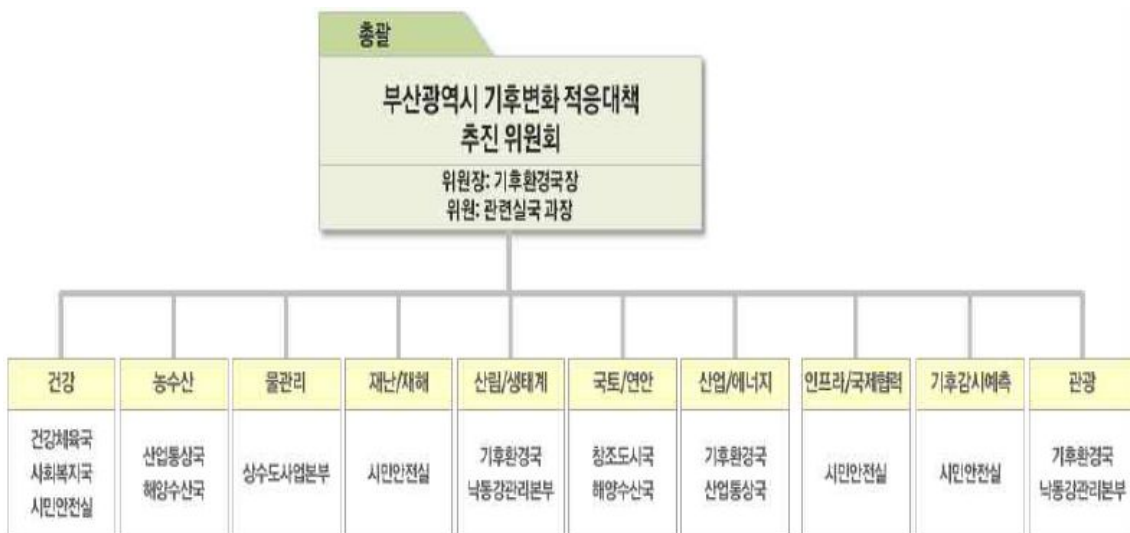 총괄
부산광역시 기후변화 적응대책
추진 위원회
위원장: 기후환경국장
위원: 관련실국 과장
건강
건강체육국
사회복지국
시민안전실
농수산
산업통상국
해양수산국
물관리
상수도사업본부
재난/재해
시민안전실
산림/생태계
기후환경국
낙동강관리본부
국토/연안
창조도시국
해양수산국
산업/에너지
기후환경국
산업통상국
인프라/국제협력
시민안전실
기후감시예측
시민안전실
관광
기후환경국
낙동강관리본부